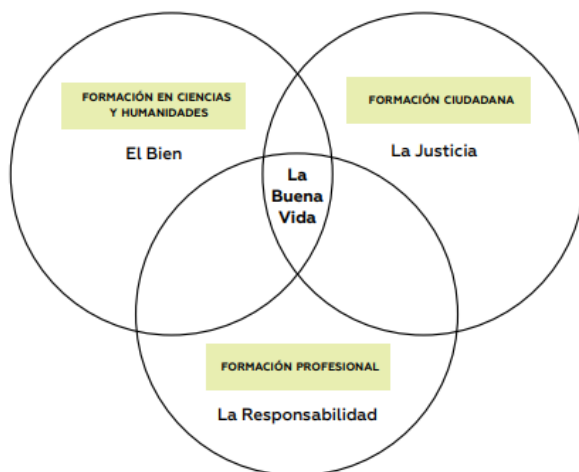 FORMACIÓN EN CIENCIAS
Y HUMANIDADES
El Bien
FORMACIÓN CIUDADANA
La Justicia
La
Buena
Vida
FORMACIÓN PROFESIONAL
La Responsabilidad